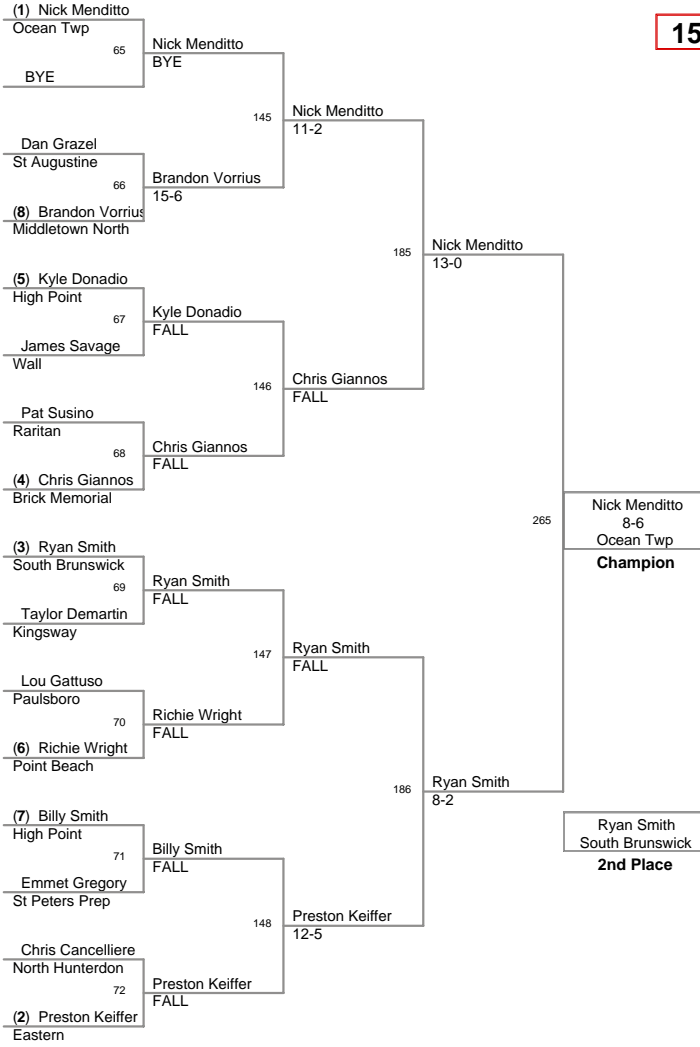 (1) Nick Menditto
Ocean Twp
65
BYE
Nick Menditto
BYE
145
Dan Grazel
St Augustine
66
(8) Brandon Vorrius
Middletown North
Brandon Vorrius
15-6
Nick Menditto
11-2
185
(5) Kyle Donadio
High Point
67
James Savage
Wall
Kyle Donadio
FALL
146
Pat Susino
Raritan
68
(4) Chris Giannos
Brick Memorial
Chris Giannos
FALL
Chris Giannos
FALL
Nick Menditto
13-0
265
(3) Ryan Smith
South Brunswick
69
Taylor Demartin
Kingsway
Ryan Smith
FALL
147
Lou Gattuso
Paulsboro
70
(6) Richie Wright
Point Beach
Richie Wright
FALL
Ryan Smith
FALL
186
(7) Billy Smith
High Point
71
Emmet Gregory
St Peters Prep
Billy Smith
FALL
148
Chris Cancelliere
North Hunterdon
72
(2) Preston Keiffer
Eastern
Preston Keiffer
FALL
Preston Keiffer
12-5
Ryan Smith
8-2
15
Nick Menditto
8-6
Ocean Twp
Champion
Ryan Smith
South Brunswick
2nd Place